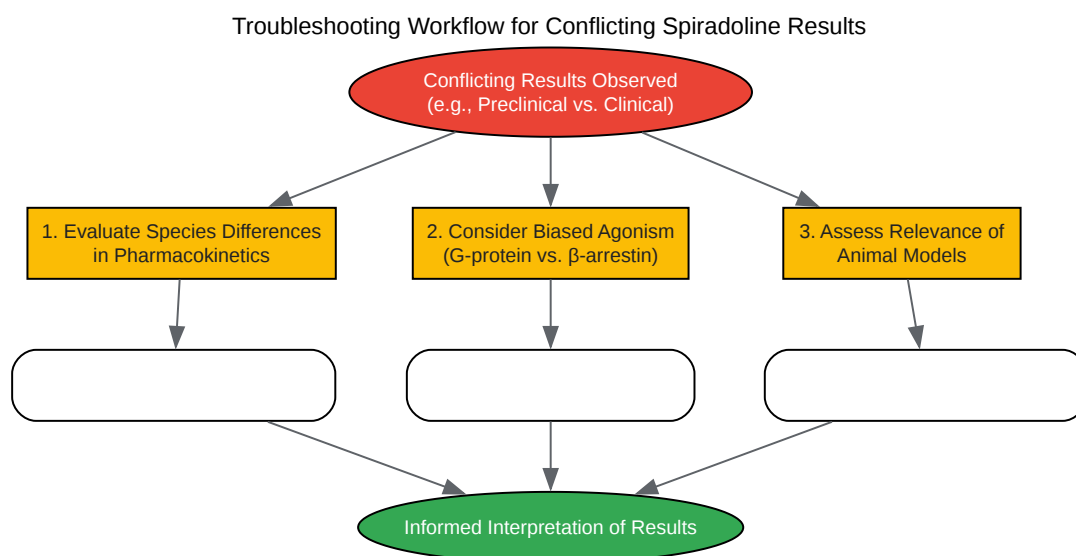 Troubleshooting Workflow for Conflicting Spiradoline Results
Conflicting Results Observed
(e.g., Preclinical vs. Clinical)
1. Evaluate Species Differences
in Pharmacokinetics
2. Consider Biased Agonism
(G-protein vs. β-arrestin)
3. Assess Relevance of
Animal Models
Informed Interpretation of Results